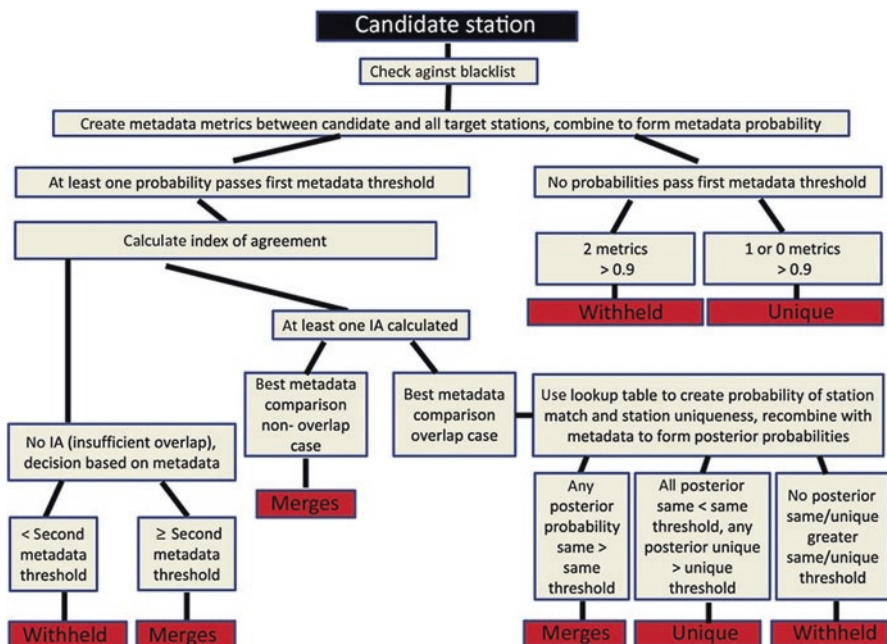 Candidate station
Check aginst blacklist
Create metadata metrics between candidate and all target stations, combine to form metadata probability
At least one probability passes first metadata threshold
No probabilities pass first metadata threshold
Calculate index of agreement
2 metrics
> 0.9
1 or 0 metrics
> 0.9
Withheld
Unique
At least one IA calculated
Best metadata
comparison
non- overlap
case
Best metadata
comparison
overlap case
Use lookup table to create probability of station
match and station uniqueness, recombine with
metadata to form posterior probabilities
No IA (insufficient overlap),
decision based on metadata
Merges
< Second
metadata
threshold
≥ Second
metadata
threshold
Any
posterior
probability
same >
same
threshold
All posterior
same < same
threshold, any
posterior unique
> unique
threshold
No posterior
same/unique
greater
same/unique
threshold
Withheld
Merges
Merges
Unique
Withheld